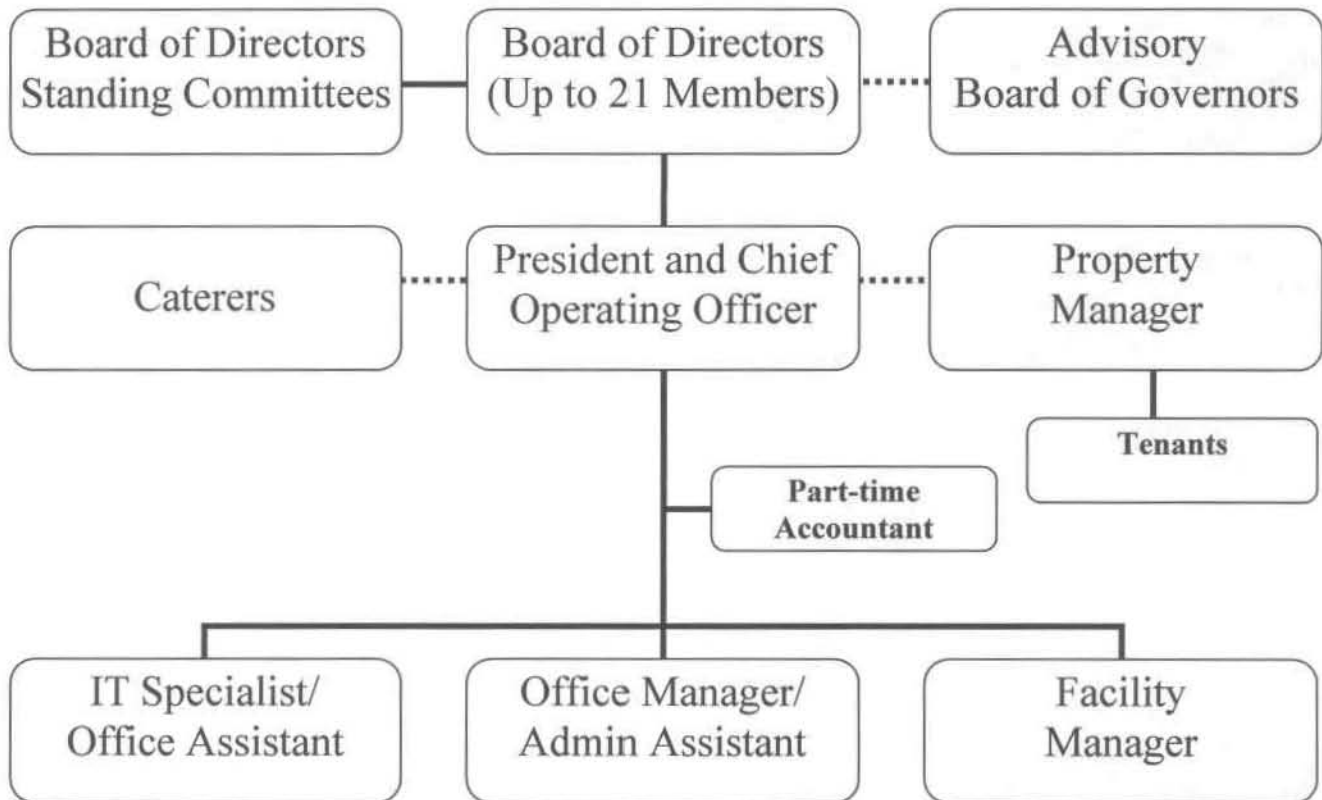 Board of Directors
Standing Committees
Board of Directors
(Up to 21 Members)
Advisory
Board of Governors
Caterers
President and Chief
Operating Officer
Property
Manager
Tenants
Part-time
Accountant
IT Specialist/
Office Assistant
Office Manager/
Admin Assistant
Facility
Manager